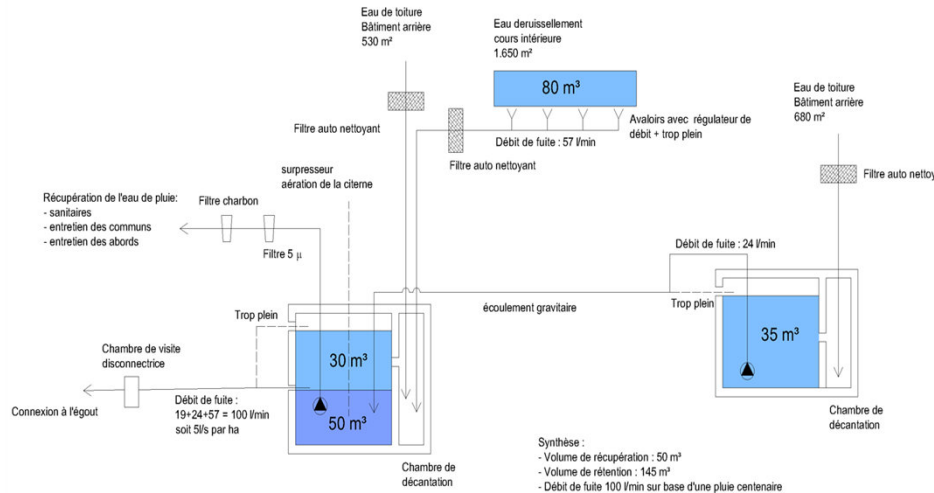 Eau de toiture
Bâtiment arrière
530 m²
Eau deruissellement
cours intérieure
1.650 m²
80 m³
Eau de toiture
Bâtiment arrière
680 m²
Filtre auto nettoyant
Débit de fuite : 57 l/min
Avaloirs avec régulateur de
débit + trop plein
Filtre auto nettoyant
Filtre auto nettoy
surpresseur
aération de la citerne
Récupération de l'eau de pluie:
- sanitaires
- entretien des communs
- entretien des abords
Filtre charbon
Filtre 5 µ
Débit de fuite : 24 l/min
Trop plein
écoulement gravitaire
Trop plein
35 m³
30 m³
Chambre de visite
disconnectrice
Connexion à l'égout
Débit de fuite :
19+24+57 = 100 l/min
soit 5l/s par ha
50 m³
Chambre de
décantation
Chambre de
décantation
Synthèse :
- Volume de récupération : 50 m³
- Volume de rétention : 145 m³
- Débit de fuite 100 l/min sur base d'une pluie centenaire